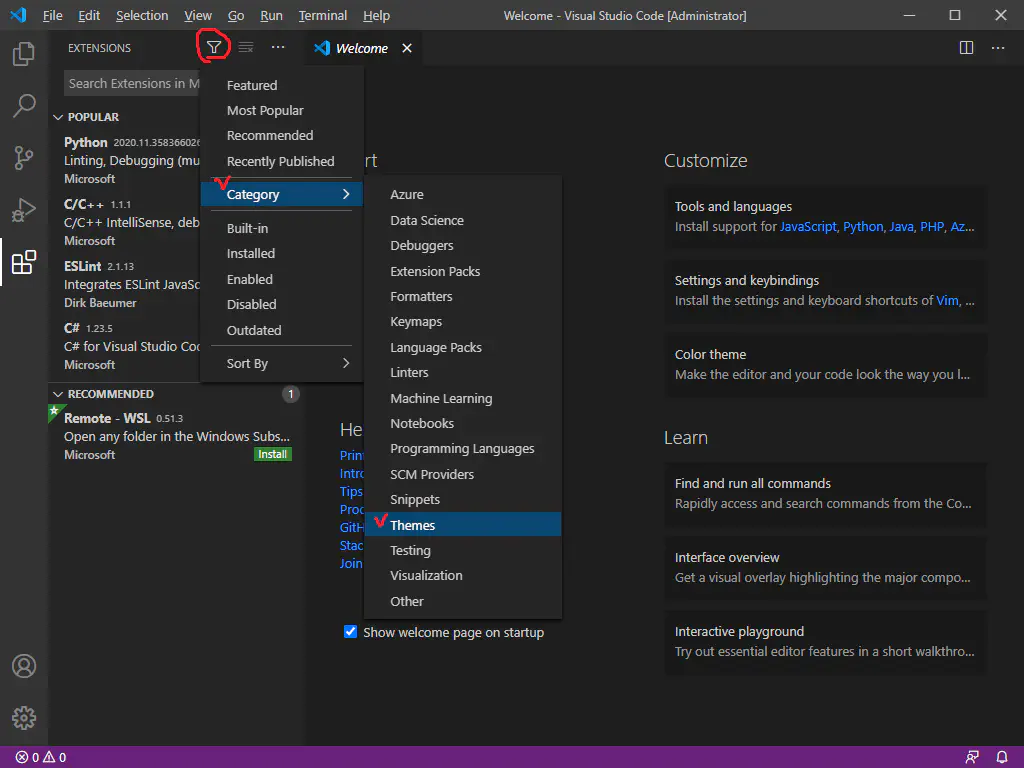 File Edit Selection View Go Run Terminal Help Welcome - Visual Studio Code [Administrator]
EXTENSIONS
Welcome
Search Extensions in M
POPULAR
Python 2020.11.358366026
Linting, Debugging (mu
Microsoft
C/C++ 1.1.1
C/C++ IntelliSense, deb
Microsoft
ESLint 2.1.13
Integrates ESLint JavaSc
Dirk Baeumer
C# 1.23.5
C# for Visual Studio Coc
Microsoft
RECOMMENDED 1
Remote - WSL 0.51.3
Open any folder in the Windows Subs...
Microsoft Install
Featured
Most Popular
Recommended
Recently Published
Category
Built-in
Installed
Enabled
Disabled
Outdated
Sort By
Azure
Data Science
Debuggers
Extension Packs
Formatters
Keymaps
Language Packs
Linters
Machine Learning
Notebooks
Programming Languages
SCM Providers
Snippets
Themes
Testing
Visualization
Other
rt
He
Prin
Intro
Tips
Proc
GitH
Stac
Join
Show welcome page on startup
Customize
Tools and languages
Install support for JavaScript, Python, Java, PHP, Az...
Settings and keybindings
Install the settings and keyboard shortcuts of Vim, ...
Color theme
Make the editor and your code look the way you l...
Learn
Find and run all commands
Rapidly access and search commands from the Co...
Interface overview
Get a visual overlay highlighting the major compo...
Interactive playground
Try out essential editor features in a short walkthro...
0 0